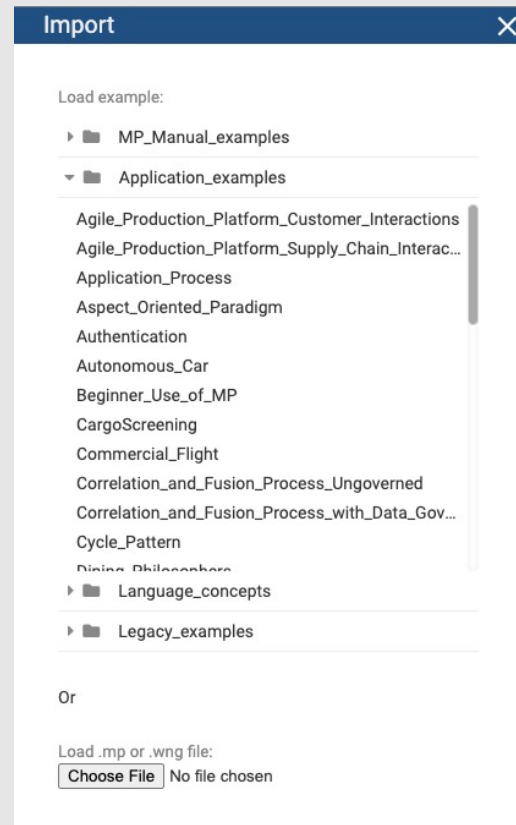 Import
Load example:
MP_Manual_examples
Application_examples
Agile_Production_Platform_Customer_Interactions
Agile_Production_Platform_Supply_Chain_Interac...
Application_Process
Aspect_Oriented_Paradigm
Authentication
Autonomous_Car
Beginner_Use_of_MP
CargoScreening
Commercial_Flight
Correlation_and_Fusion_Process_Ungoverned
Correlation_and_Fusion_Process_with_Data_Gov...
Cycle_Pattern
Dining_Philosophers
Language_concepts
Legacy_examples
Or
Load .mp or .wng file:
Choose File No file chosen